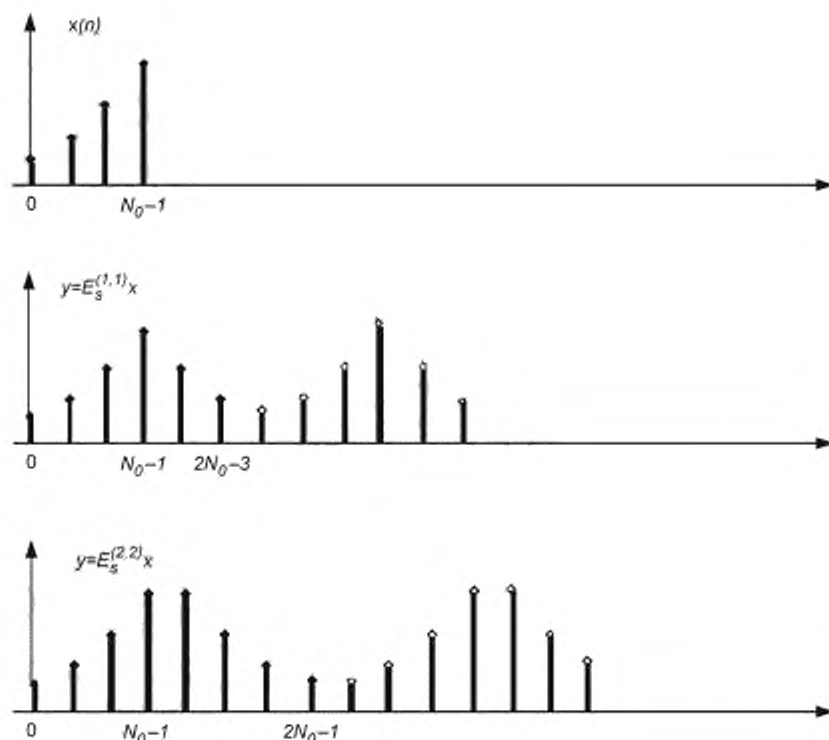 x(n)
0 N₀–1
y=Eₛ⁽¹,¹⁾x
0 N₀–1 2N₀–3
y=Eₛ⁽²,²⁾x
0 N₀–1 2N₀–1